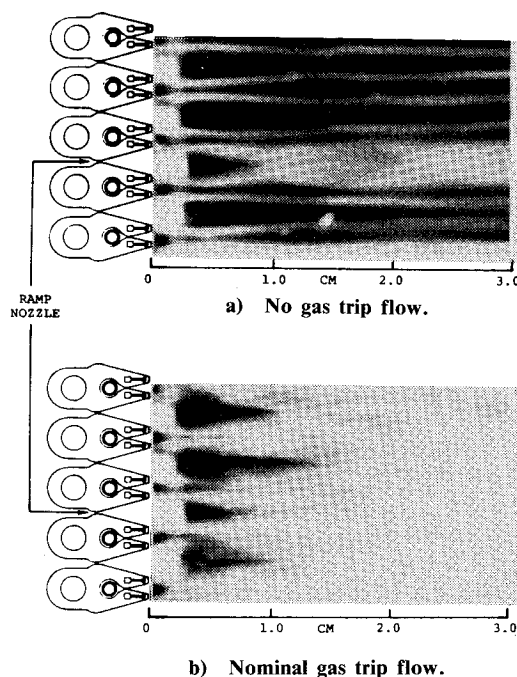 0 1.0 CM 2.0 3.0
a) No gas trip flow.
RAMP
NOZZLE
0 1.0 CM 2.0 3.0
b) Nominal gas trip flow.